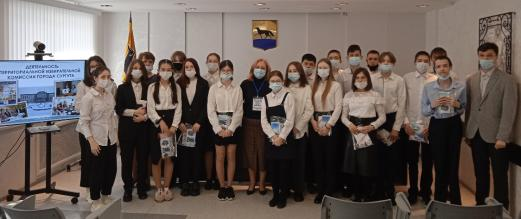 ДЕЯТЕЛЬНОСТЬ
ТЕРРИТОРИАЛЬНОЙ ИЗБИРАТЕЛЬНОЙ
КОМИССИИ ГОРОДА СУРГУТА